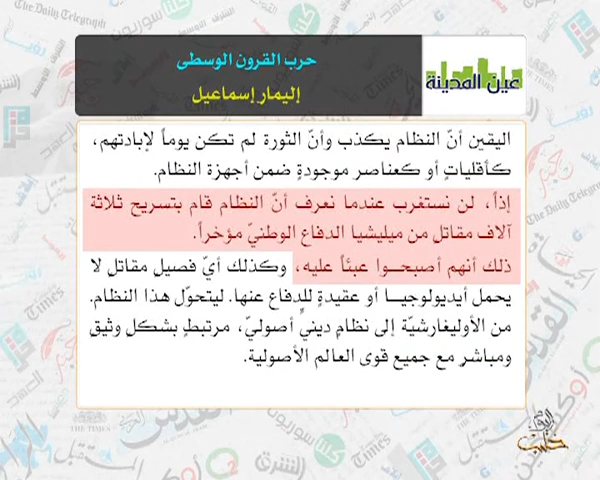 حرب القرون الوسطى
إليمار إسماعيل
عين المدينة
اليقين أنّ النظام يكذب وأنّ الثورة لم تكن يوماً لإبادتهم،
كأقلياتٍ أو كعناصر موجودةٍ ضمن أجهزة النظام.
إذاً، لن نستغرب عندما نعرف أنّ النظام قام بتسريح ثلاثة
آلاف مقاتل من ميليشيا الدفاع الوطنيّ مؤخراً.
ذلك أنهم أصبحوا عبئاً عليه، وكذلك أيّ فصيل مقاتل لا
يحمل أيديولوجيا أو عقيدةٍ للدفاع عنها. ليتحوّل هذا النظام.
من الأوليغارشيّة إلى نظامٍ دينيٍّ أصوليّ، مرتبطٍ بشكلٍ وثيقٍ
ومباشرٍ مع جميع قوى العالم الأصولية.